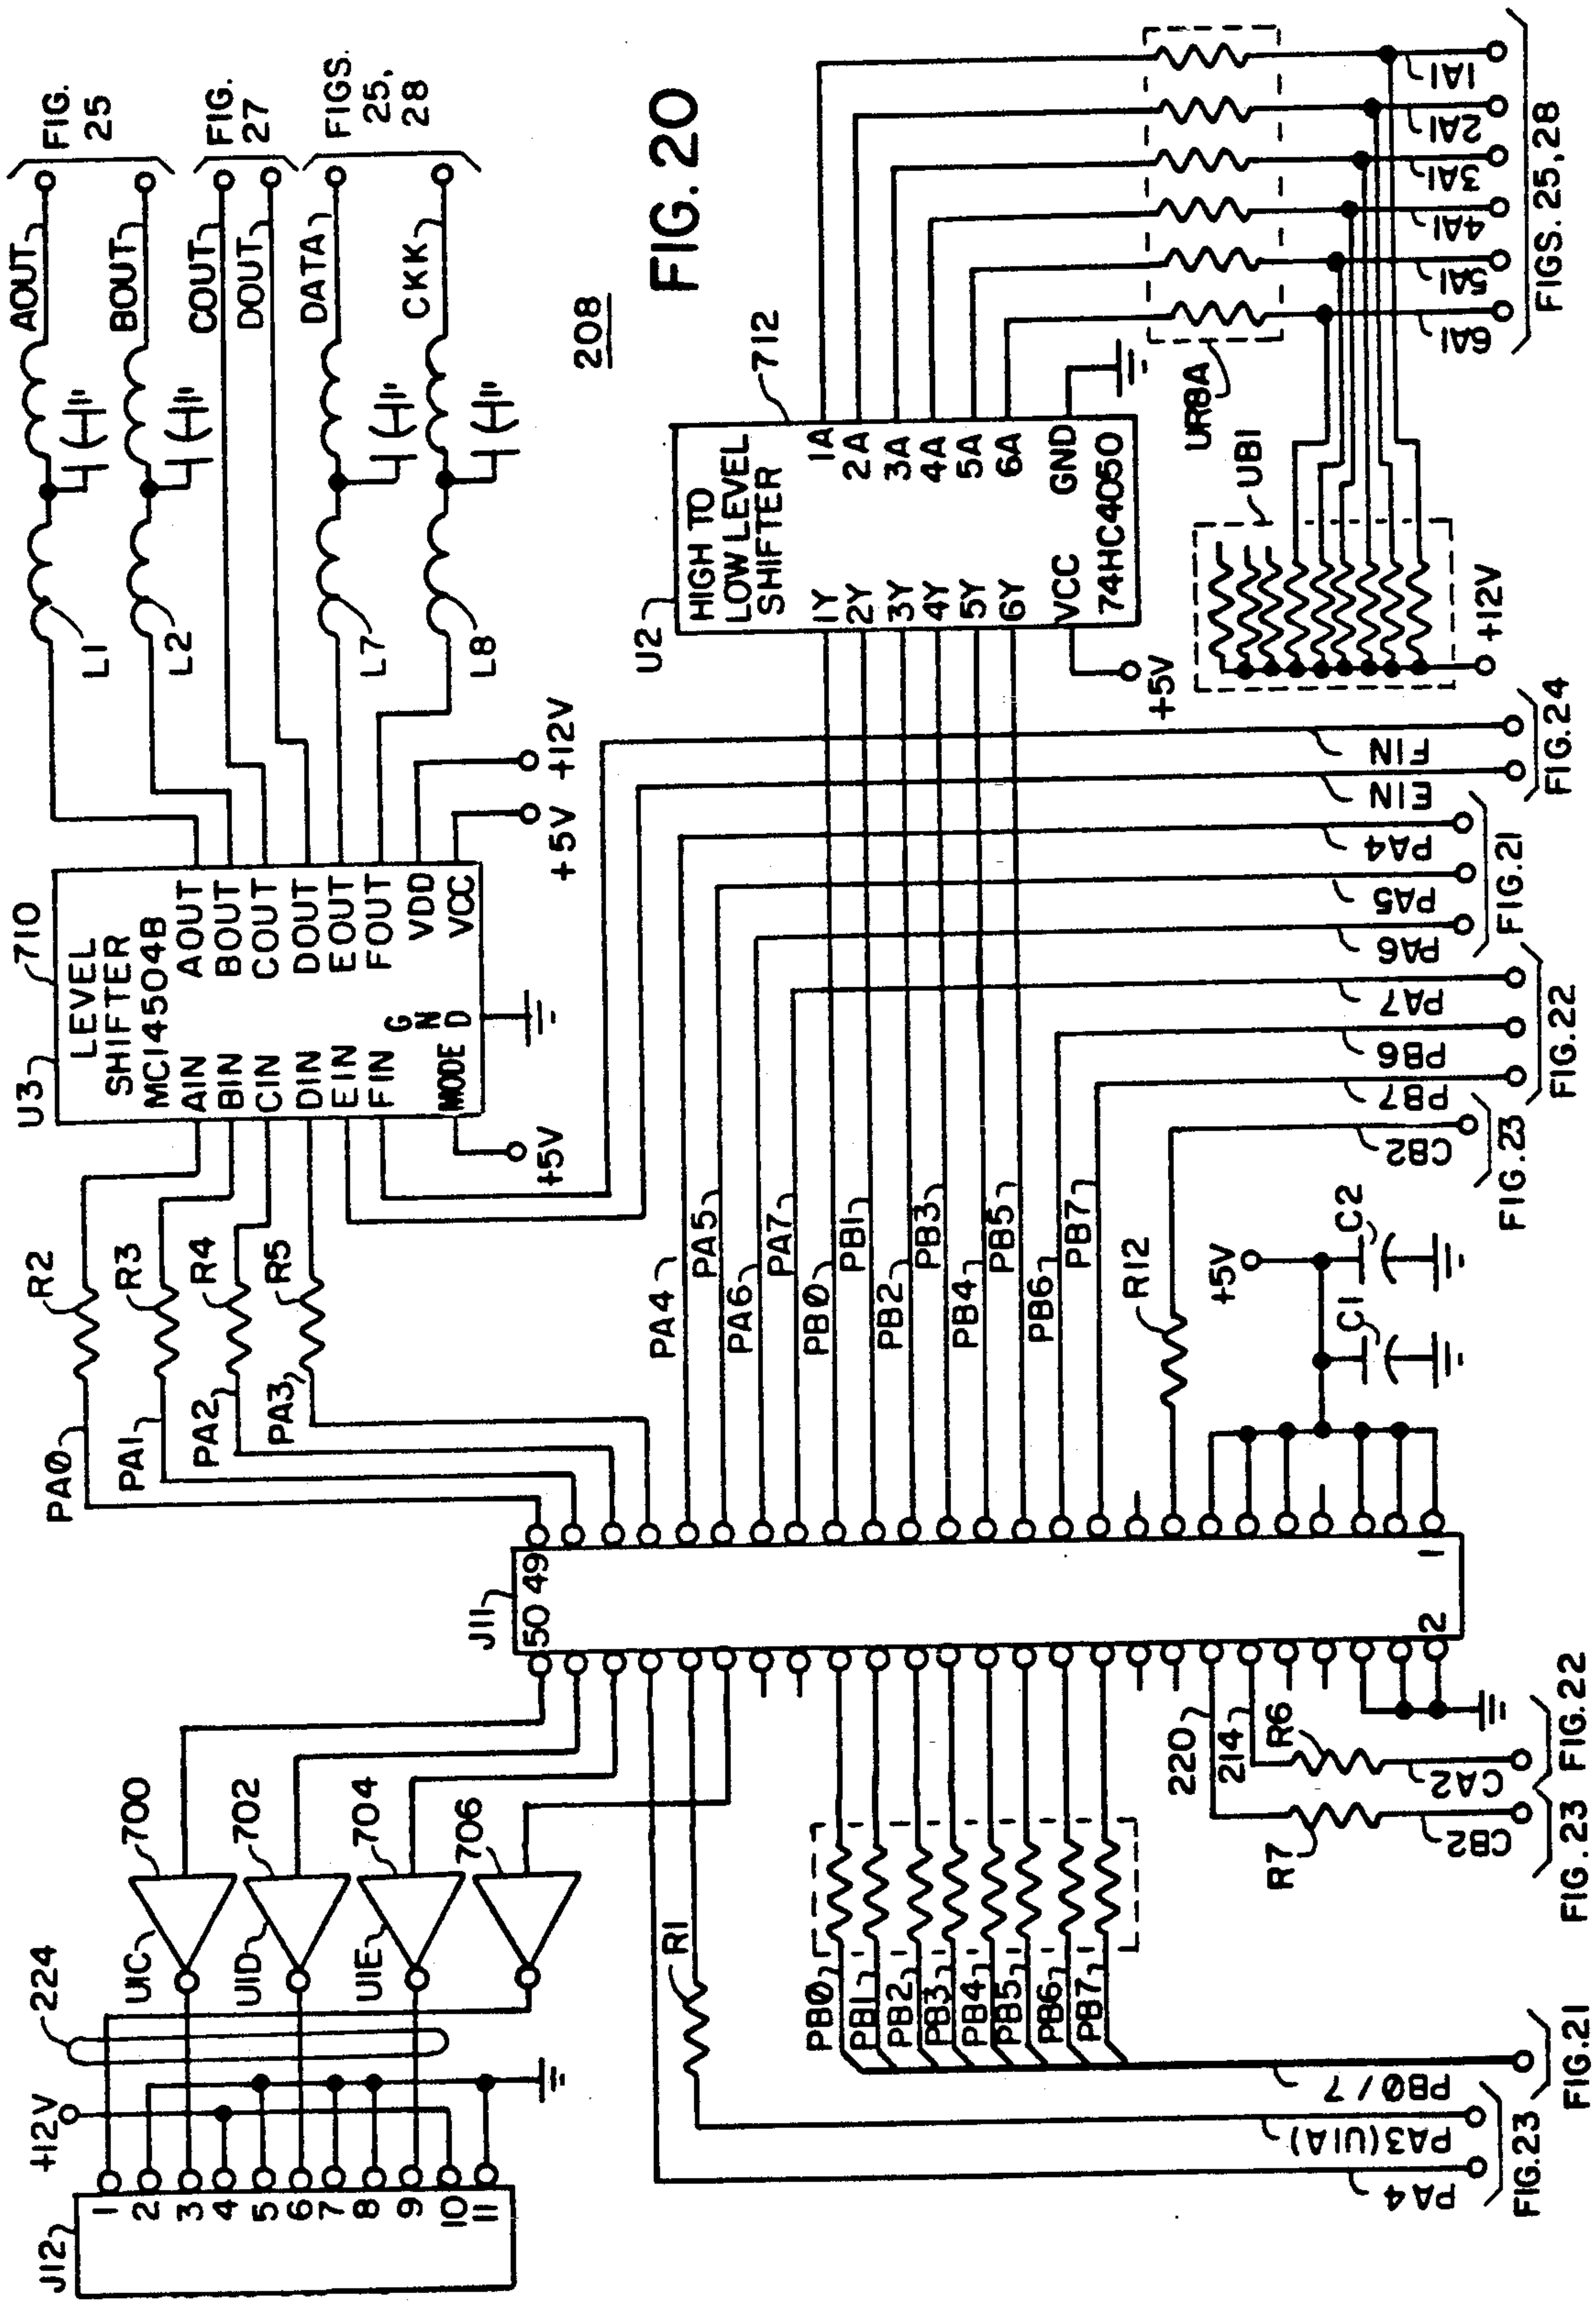 FIG. 20
208
J12
+12V
224
1
2
3
4
5
6
7
8
9
10
11
U1C
700
U1D
702
U1E
704
706
R1
PB0
PB1
PB2
PB3
PB4
PB5
PB6
PB7
PA4
PA3(U1A)
FIG.23
PB0/7
FIG.21
220
214
R7
R6
CB2
CA2
FIG.23
FIG.22
J11
50 49
2
1
PA0
PA1
PA2
PA3
R2
R3
R4
R5
PA4
PA5
PA6
PA7
PB0
PB1
PB2
PB3
PB4
PB5
PB6
PB7
R12
+5V
C1
C2
CB2
FIG.23
PB7
PB6
PA7
FIG.22
PA6
PA5
PA4
FIG.21
EIN
FIN
FIG.24
U3
710
LEVEL
SHIFTER
MC14504B
AIN
BIN
CIN
DIN
EIN
FIN
MODE
GND
AOUT
BOUT
COUT
DOUT
EOUT
FOUT
VDD
VCC
+5V
+5V
+12V
L1
L2
L7
L8
AOUT
BOUT
COUT
DOUT
DATA
CKK
FIG.
25
FIG.
27
FIGS.
25,
28
U2
712
HIGH TO
LOW LEVEL
SHIFTER
1Y
2Y
3Y
4Y
5Y
6Y
VCC
1A
2A
3A
4A
5A
6A
GND
74HC4050
+5V
UB1
UR8A
+12V
6A1
5A1
4A1
3A1
2A1
1A1
FIGS. 25,28